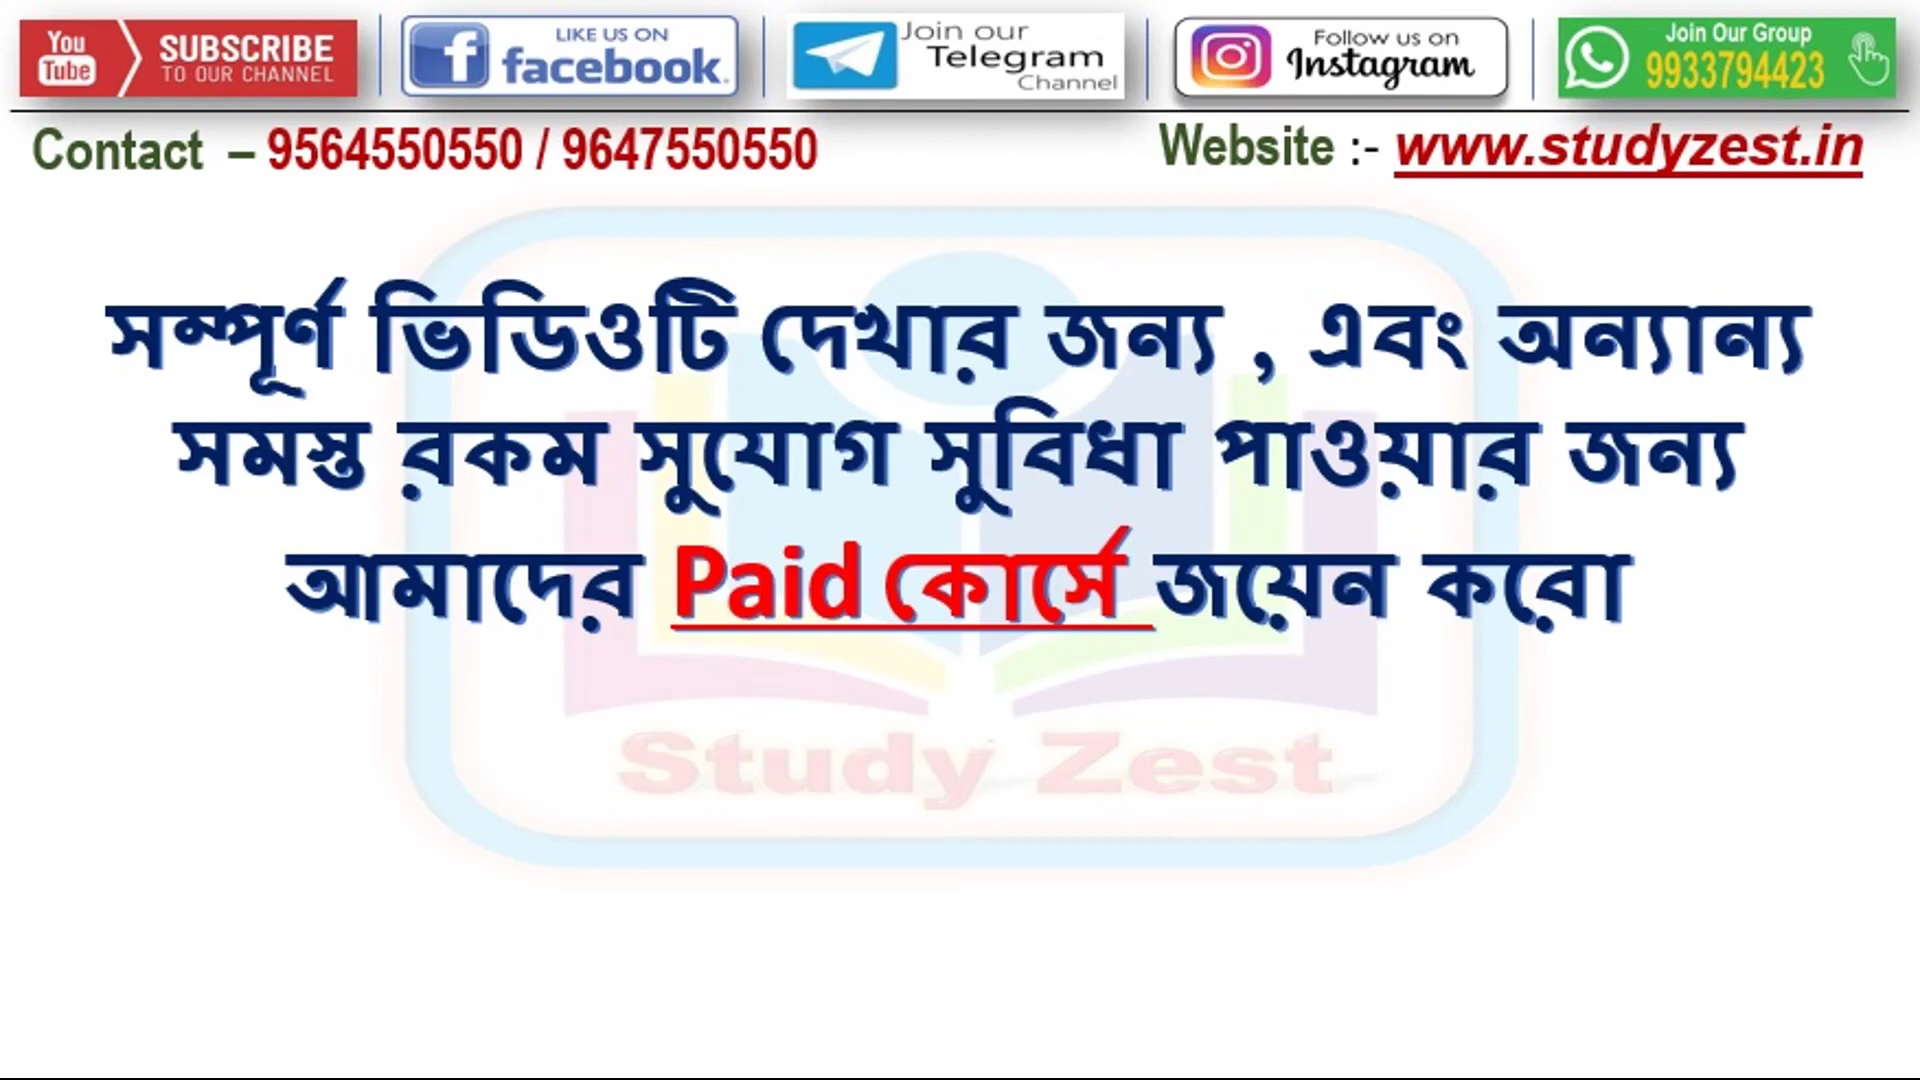 You Tube SUBSCRIBE TO OUR CHANNEL
LIKE US ON facebook.
Join our Telegram Channel
Follow us on Instagram
Join Our Group 9933794423
Contact – 9564550550 / 9647550550
Website :- www.studyzest.in
সম্পূর্ণ ভিডিওটি দেখার জন্য , এবং অন্যান্য
সমস্ত রকম সুযোগ সুবিধা পাওয়ার জন্য
আমাদের Paid কোর্সে জয়েন করো
Study Zest